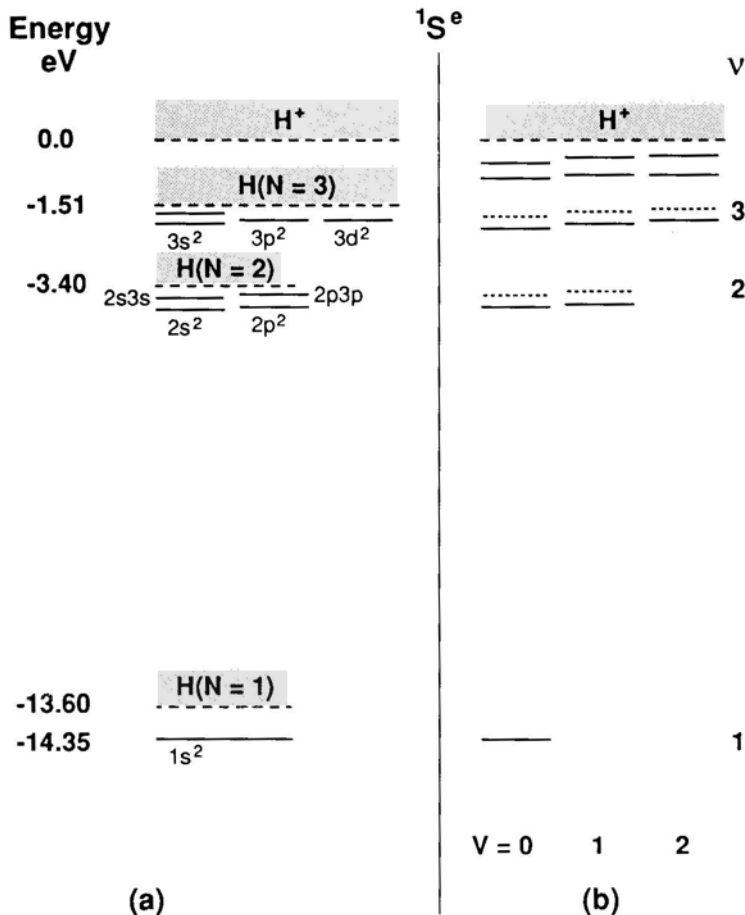 Energy
eV
¹Sᵉ
ν
H⁺ H⁺
0.0
H(N = 3)
-1.51 3
3s² 3p² 3d²
H(N = 2)
-3.40 2
2s3s 2p3p
2s² 2p²
H(N = 1)
-13.60
-14.35 1
1s²
V = 0 1 2
(a) (b)